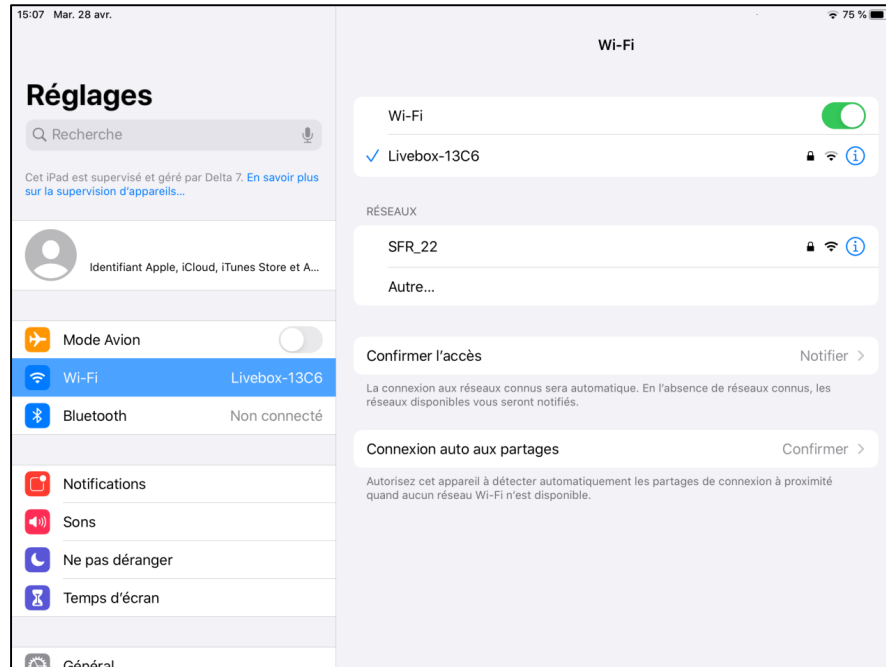 15:07 Mar. 28 avr.
75 %
Wi-Fi
Réglages
Recherche
Cet iPad est supervisé et géré par Delta 7. En savoir plus
sur la supervision d'appareils...
Identifiant Apple, iCloud, iTunes Store et A...
Mode Avion
Wi-Fi Livebox-13C6
Bluetooth Non connecté
Notifications
Sons
Ne pas déranger
Temps d'écran
Général
Wi-Fi
Livebox-13C6
RÉSEAUX
SFR_22
Autre...
Confirmer l'accès Notifier
La connexion aux réseaux connus sera automatique. En l'absence de réseaux connus, les
réseaux disponibles vous seront notifiés.
Connexion auto aux partages Confirmer
Autorisez cet appareil à détecter automatiquement les partages de connexion à proximité
quand aucun réseau Wi-Fi n'est disponible.